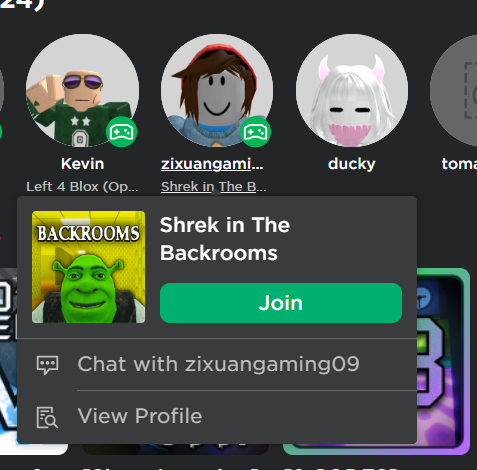 24)
Kevin
zixuangami...
ducky
Left 4 Blox (Op...
Shrek in The B...
BACKROOMS
Shrek in The
Backrooms
Join
Chat with zixuangaming09
View Profile